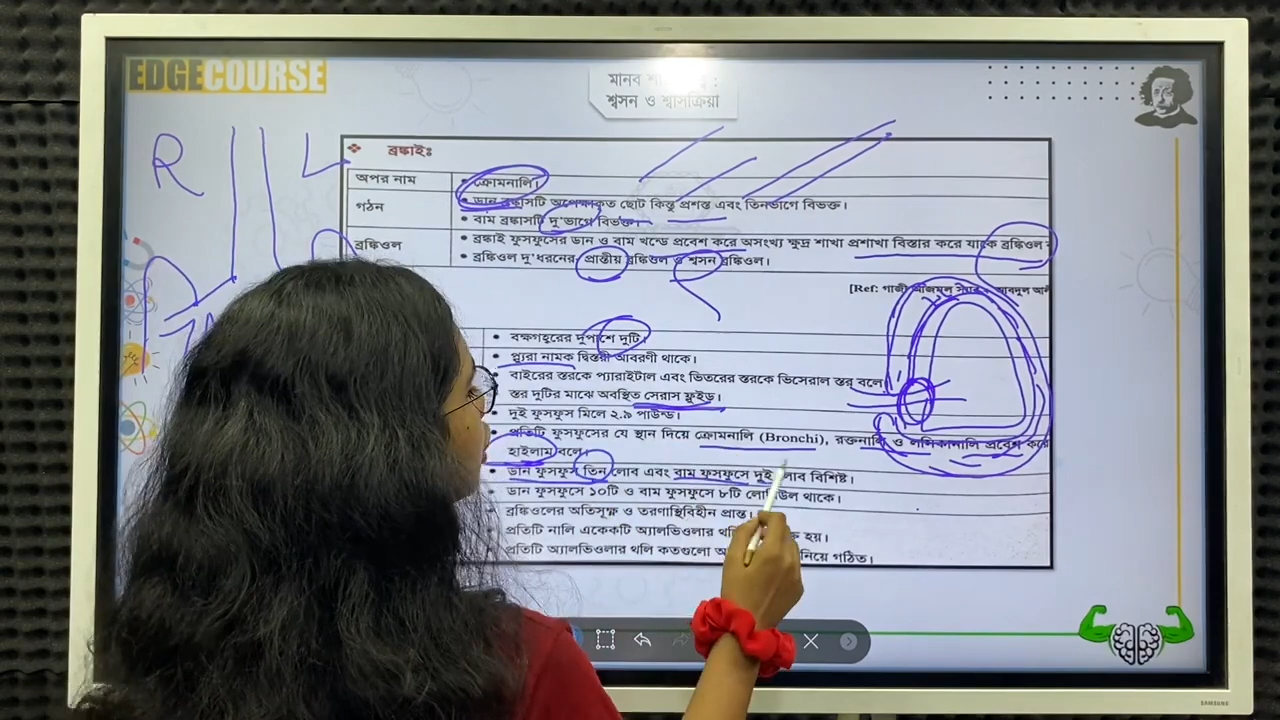 EDGECOURSE
মানব
শ্বসন ও শ্বাসক্রিয়া
R
L
❖ ব্রঙ্কাইঃ
অপর নাম
• ক্রোমনালি।
গঠন
• ডান ব্রঙ্কাসটি অপেক্ষাকৃত ছোট কিন্তু প্রশস্ত এবং তিনভাগে বিভক্ত।
• বাম ব্রঙ্কাসটি দু'ভাগে বিভক্ত।
ব্রঙ্কিওল
• ব্রঙ্কাই ফুসফুসের ডান ও বাম খন্ডে প্রবেশ করে অসংখ্য ক্ষুদ্র শাখা প্রশাখা বিস্তার করে যাকে ব্রঙ্কিওল
• ব্রঙ্কিওল দু'ধরনের প্রান্তীয় ব্রঙ্কিওল ও শ্বসন ব্রঙ্কিওল।
[Ref: গাজী আজমল
• বক্ষগহ্বরের দু'পাশে দুটি।
• প্ল্যুরা নামক দ্বিস্তরী আবরণী থাকে।
• বাইরের স্তরকে প্যারাইটাল এবং ভিতরের স্তরকে ভিসেরাল স্তর বলে
স্তর দুটির মাঝে অবস্থিত সেরাস ফ্লুইড।
• দুই ফুসফুস মিলে ২.৯ পাউন্ড।
• প্রতিটি ফুসফুসের যে স্থান দিয়ে ক্রোমনালি (Bronchi), রক্তনালি ও লসিকানালি প্রবেশ করে
হাইলাম বলে।
• ডান ফুসফুস তিন লোব এবং বাম ফুসফুসে দুই লোব বিশিষ্ট।
• ডান ফুসফুসে ১০টি ও বাম ফুসফুসে ৮টি লোবিউল থাকে।
• ব্রঙ্কিওলের অতিসূক্ষ্ম ও তরুণাস্থিবিহীন প্রান্ত।
• প্রতিটি নালি একেকটি অ্যালভিওলার হয়।
• প্রতিটি অ্যালভিওলার থলি কতগুলো নিয়ে গঠিত।
SAMSUNG